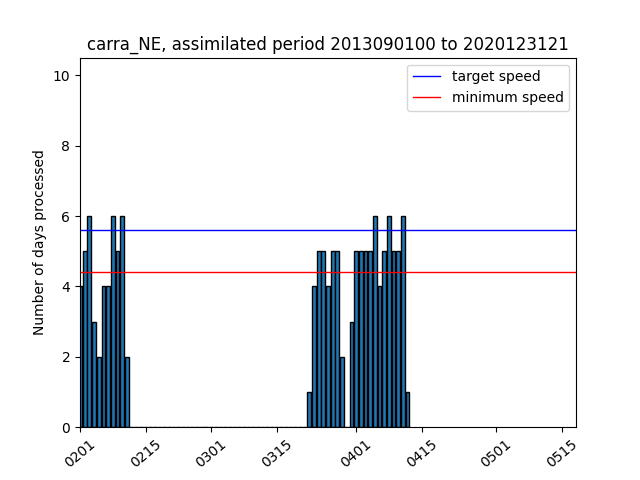 carra_NE, assimilated period 2013090100 to 2020123121
target speed
minimum speed
Number of days processed
10
8
6
4
2
0
0201 0215 0301 0315 0401 0415 0501 0515